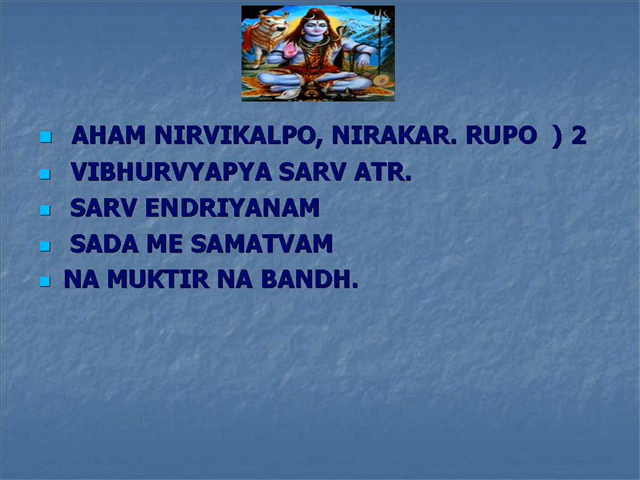 AHAM NIRVIKALPO, NIRAKAR. RUPO ) 2
VIBHURVYAPYA SARV ATR.
SARV ENDRIYANAM
SADA ME SAMATVAM
NA MUKTIR NA BANDH.